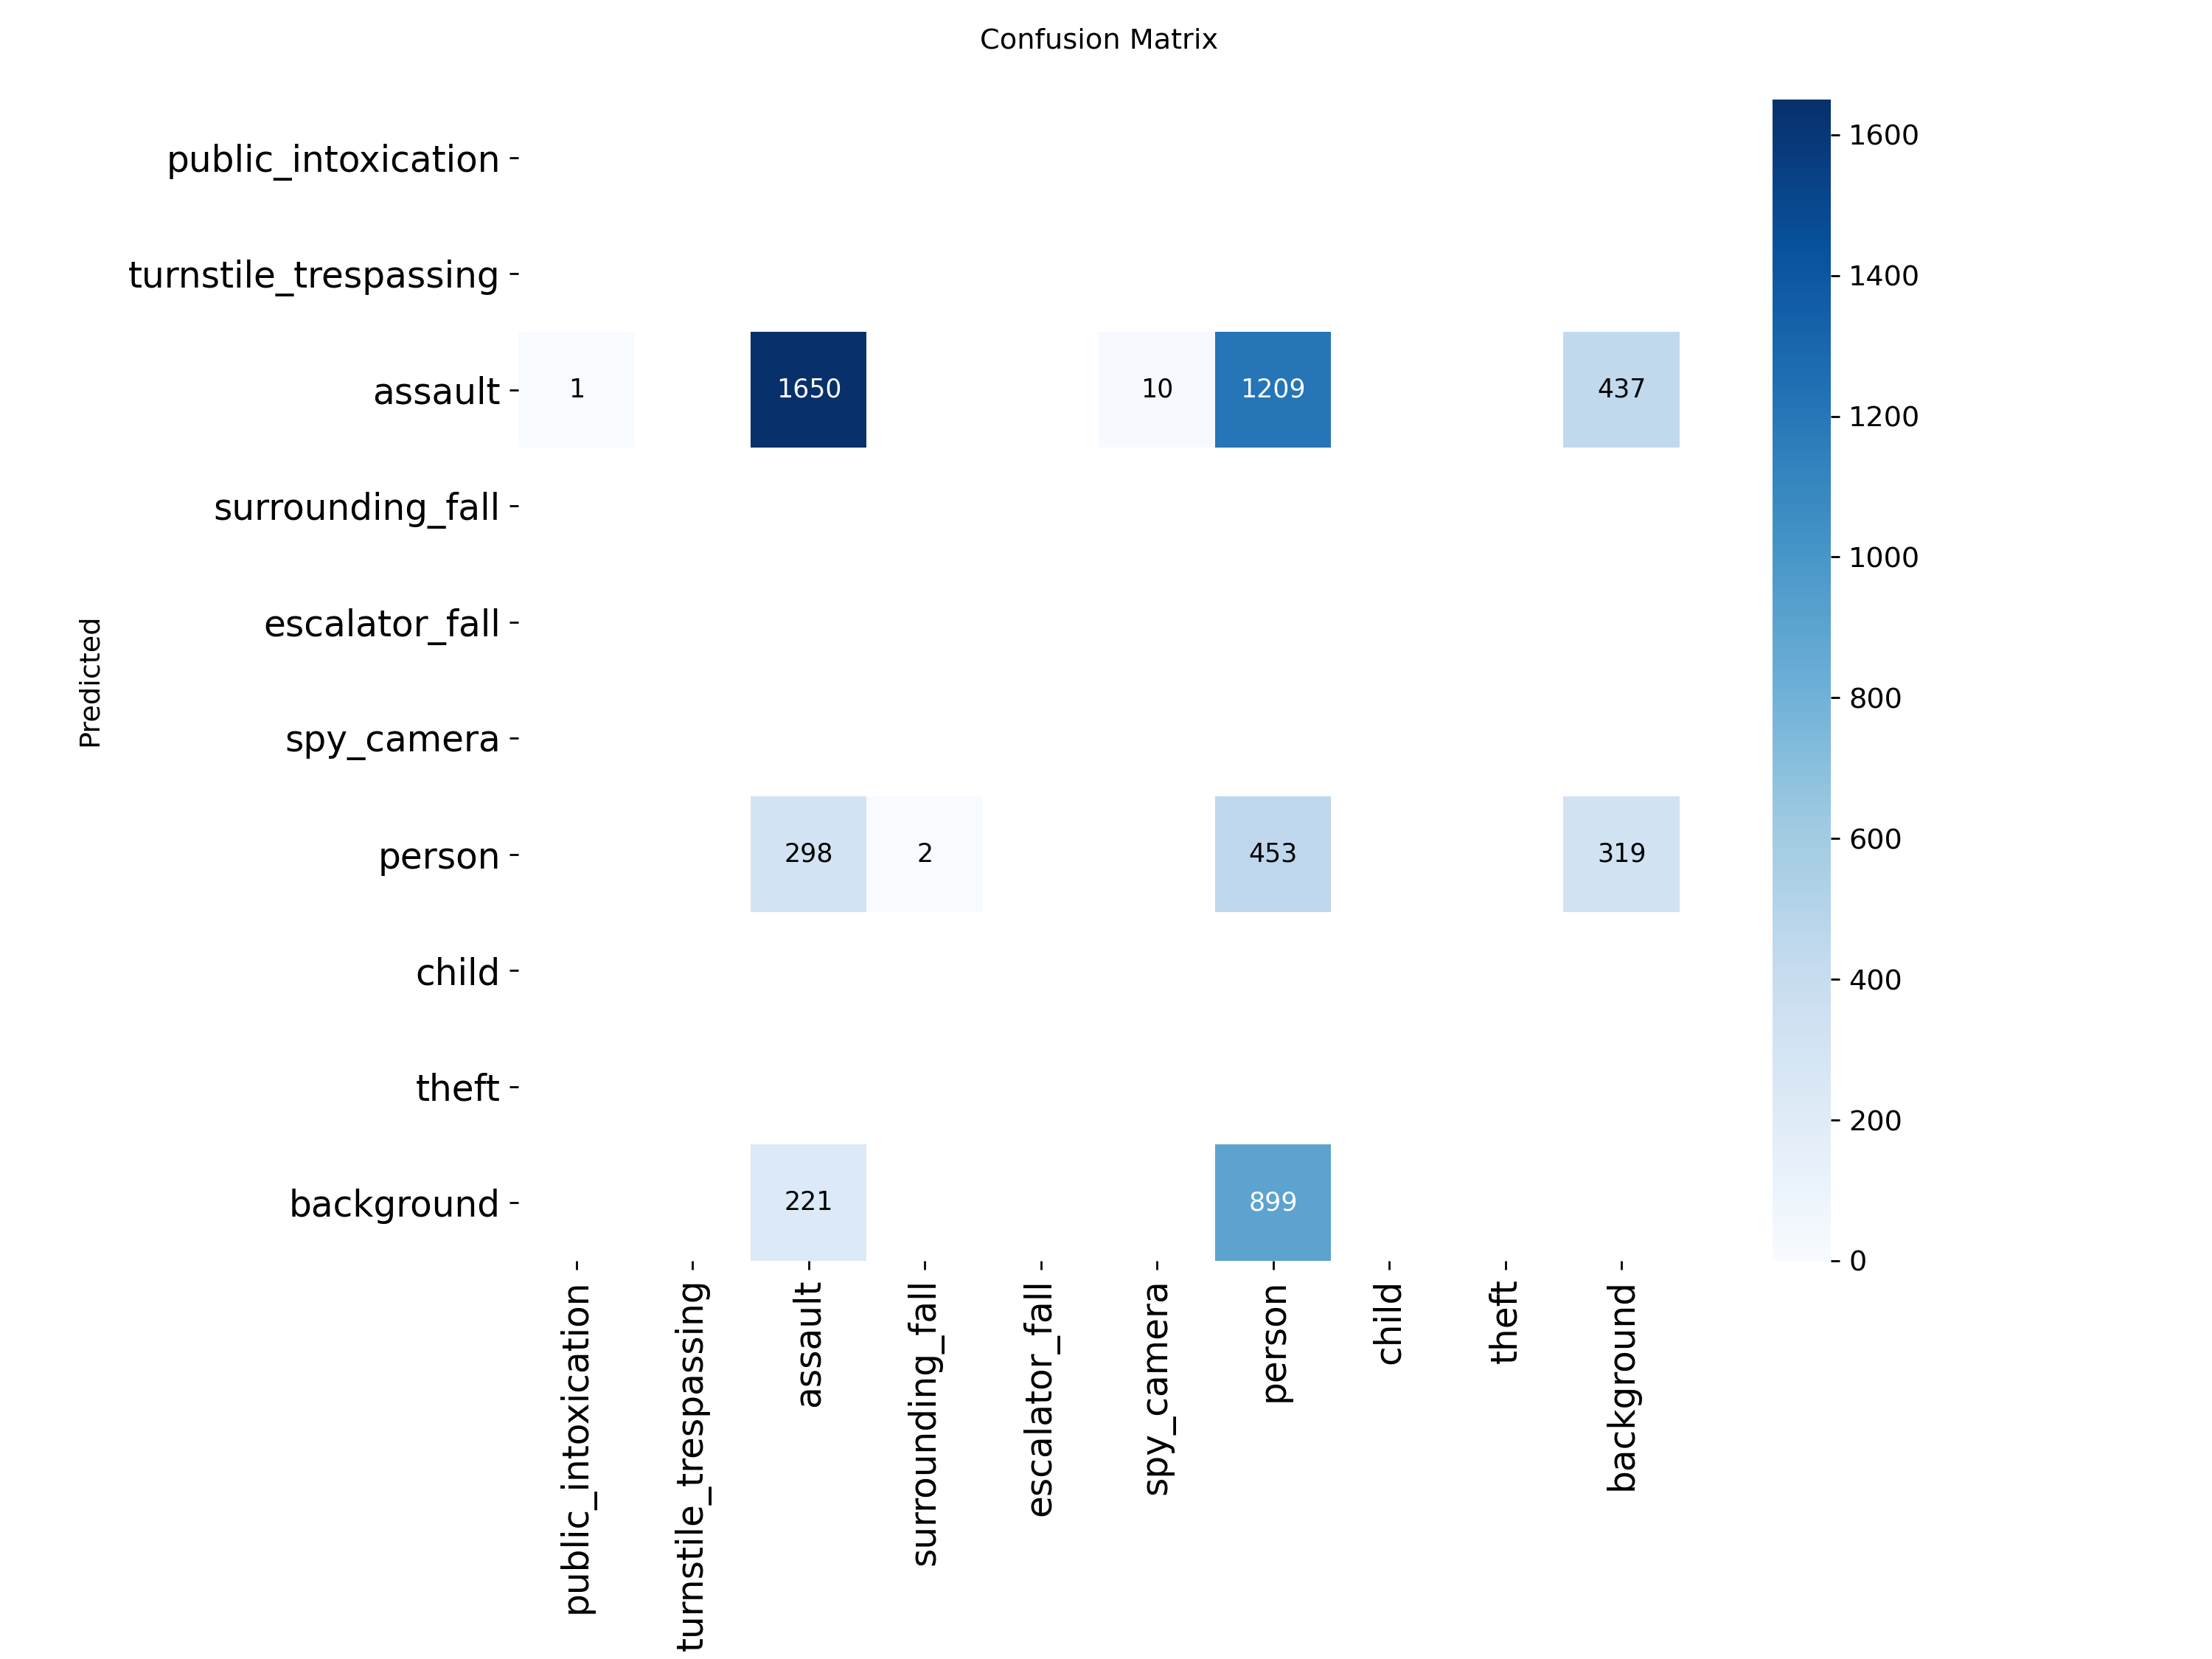 Confusion Matrix
public_intoxication
turnstile_trespassing
assault
surrounding_fall
escalator_fall
spy_camera
person
child
theft
background
Predicted
1 1650 10 1209 437
298 2 453 319
221 899
public_intoxication
turnstile_trespassing
assault
surrounding_fall
escalator_fall
spy_camera
person
child
theft
background
1600
1400
1200
1000
800
600
400
200
0